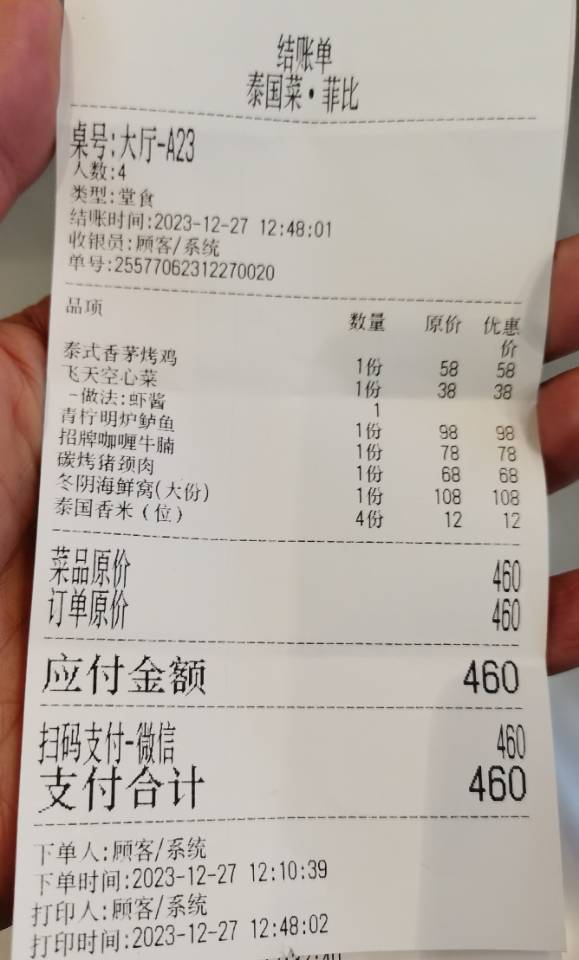 结账单
泰国菜·菲比
桌号:大厅-A23
人数:4
类型:堂食
结账时间:2023-12-27 12:48:01
收银员:顾客/系统
单号:25577062312270020
品项 数量 原价 优惠价
泰式香茅烤鸡 1份 58 58
飞天空心菜 1份 38 38
-做法:虾酱 1
青柠明炉鲈鱼 1份 98 98
招牌咖喱牛腩 1份 78 78
碳烤猪颈肉 1份 68 68
冬阴海鲜窝(大份) 1份 108 108
泰国香米(位) 4份 12 12
菜品原价 460
订单原价 460
应付金额 460
扫码支付-微信 460
支付合计 460
下单人:顾客/系统
下单时间:2023-12-27 12:10:39
打印人:顾客/系统
打印时间:2023-12-27 12:48:02